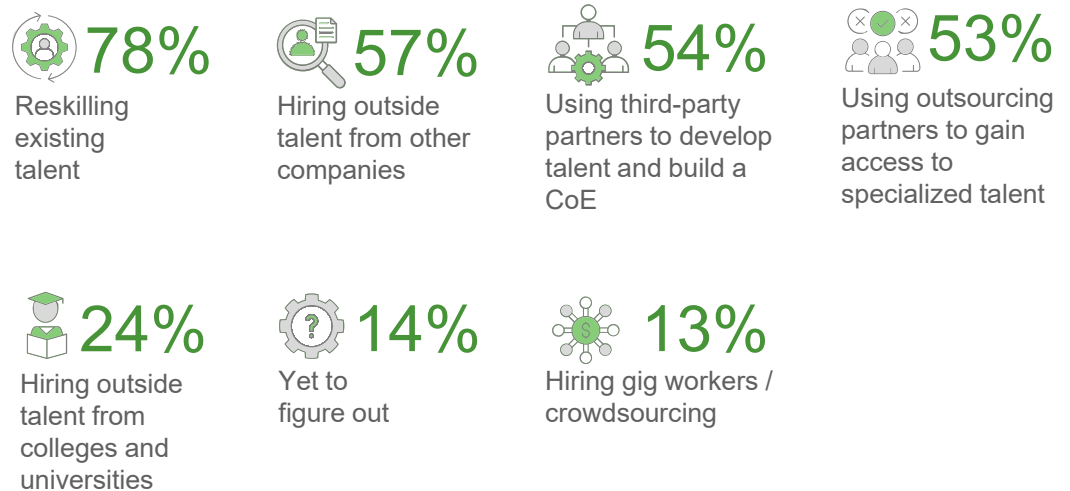 78%
Reskilling
existing
talent
57%
Hiring outside
talent from other
companies
54%
Using third-party
partners to develop
talent and build a
CoE
53%
Using outsourcing
partners to gain
access to
specialized talent
24%
Hiring outside
talent from
colleges and
universities
?
14%
Yet to
figure out
$
13%
Hiring gig workers /
crowdsourcing